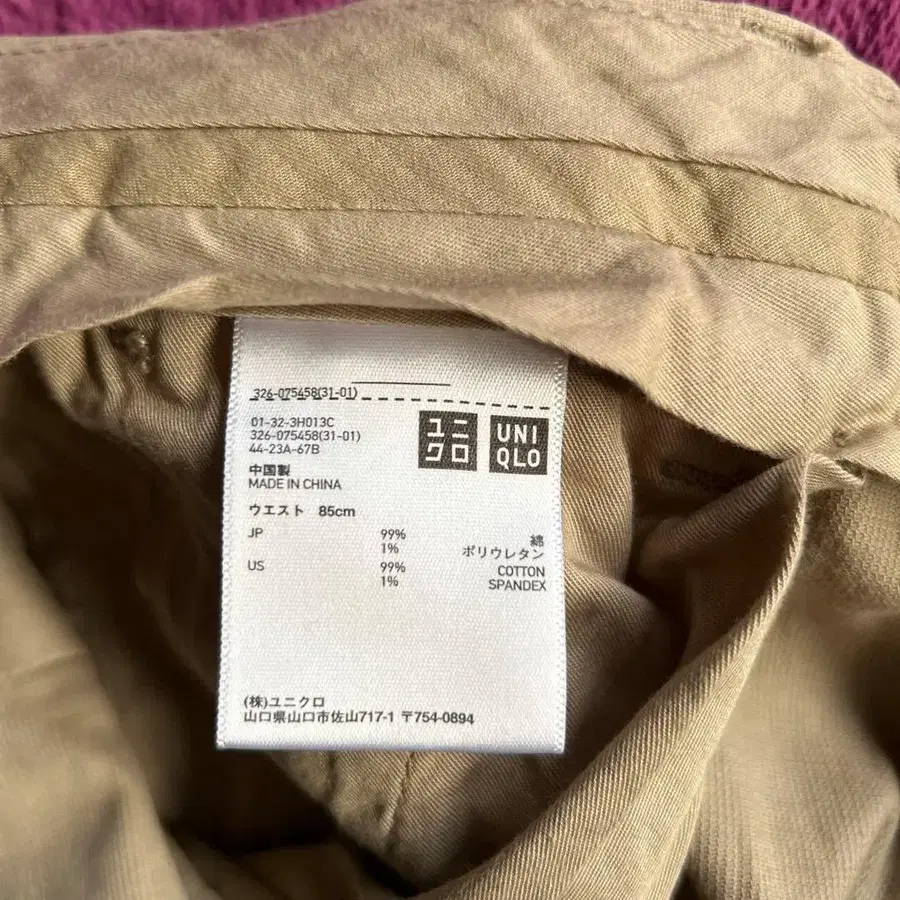 326-075458(31-01)
01-32-3H013C
326-075458(31-01)
44-23A-67B
ユニ
クロ
UNI
QLO
中国製
MADE IN CHINA
ウエスト 85cm
JP 99% 綿
1% ポリウレタン
US 99% COTTON
1% SPANDEX
(株)ユニクロ
山口県山口市佐山717-1 〒754-0894